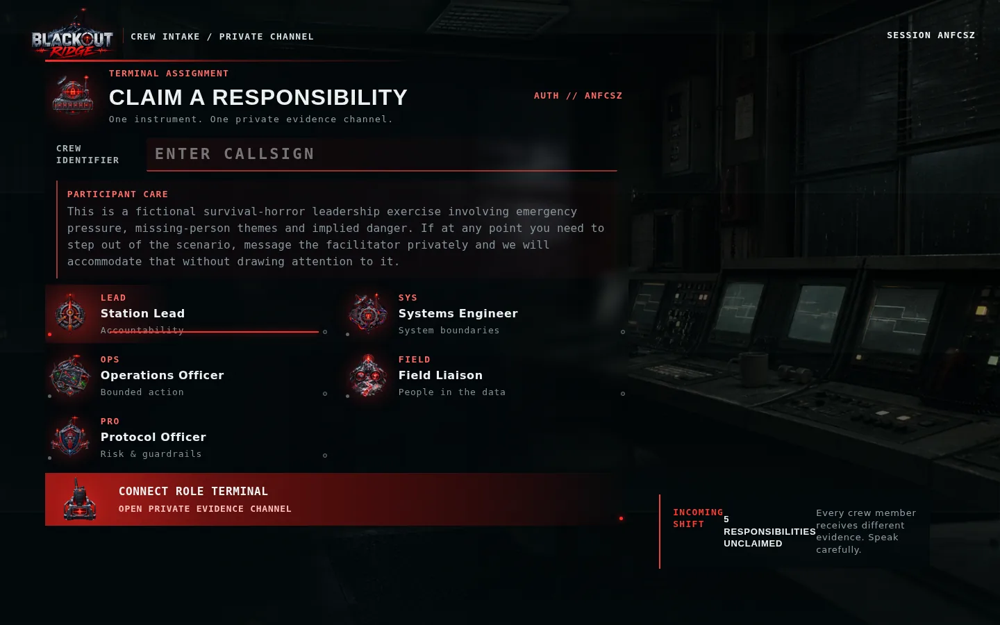 BLACKOUT
RIDGE
CREW INTAKE / PRIVATE CHANNEL
SESSION ANFCSZ
TERMINAL ASSIGNMENT
CLAIM A RESPONSIBILITY
AUTH // ANFCSZ
One instrument. One private evidence channel.
CREW
IDENTIFIER
ENTER CALLSIGN
PARTICIPANT CARE
This is a fictional survival-horror leadership exercise involving emergency
pressure, missing-person themes and implied danger. If at any point you need to
step out of the scenario, message the facilitator privately and we will
accommodate that without drawing attention to it.
LEAD
Station Lead
Accountability
SYS
Systems Engineer
System boundaries
OPS
Operations Officer
Bounded action
FIELD
Field Liaison
People in the data
PRO
Protocol Officer
Risk & guardrails
CONNECT ROLE TERMINAL
OPEN PRIVATE EVIDENCE CHANNEL
INCOMING
SHIFT
5
RESPONSIBILITIES
UNCLAIMED
Every crew member
receives different
evidence. Speak
carefully.